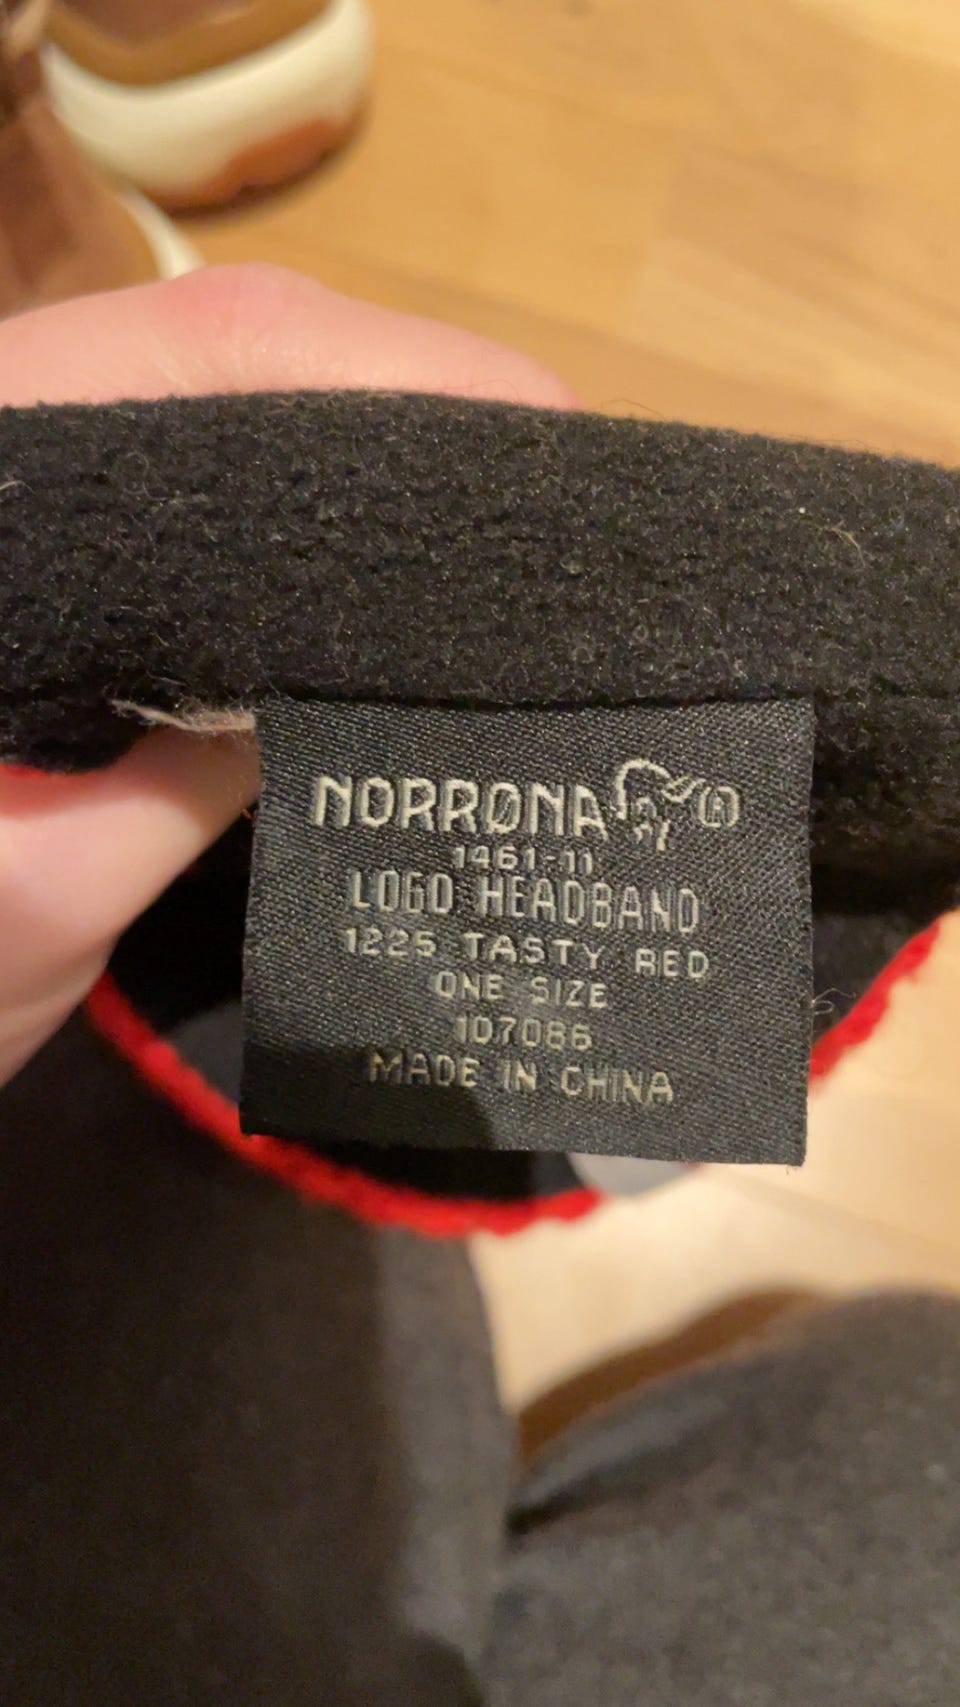 NORRØNA ®
1461-11
LOGO HEADBAND
1225 TASTY RED
ONE SIZE
107086
MADE IN CHINA